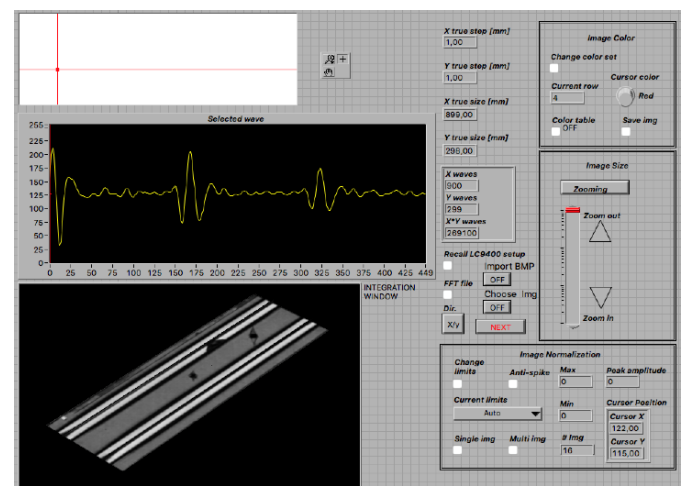 X true step [mm]
1,00
Y true step [mm]
1,00
X true size [mm]
899,00
Y true size [mm]
298,00
X waves
900
Y waves
299
X*Y waves
269100
Recall LC9400 setup
Import BMP
OFF
FFT file
Choose Img
OFF
Dir.
X/y
NEXT
Image Color
Change color set
Cursor color
Current row
4
Red
Color table
OFF
Save img
Image Size
Zooming
Zoom out
Zoom in
Selected wave
255
225
200
175
150
125
100
75
50
25
0
0 25 50 75 100 125 150 175 200 225 250 275 300 325 350 375 400 425 449
INTEGRATION
WINDOW
Image Normalization
Change
limits
Anti-spike
Max
0
Peak amplitude
0
Current limits
Auto
Min
0
Cursor Position
Cursor X
122,00
Cursor Y
115,00
Single img
Multi img
# Img
16